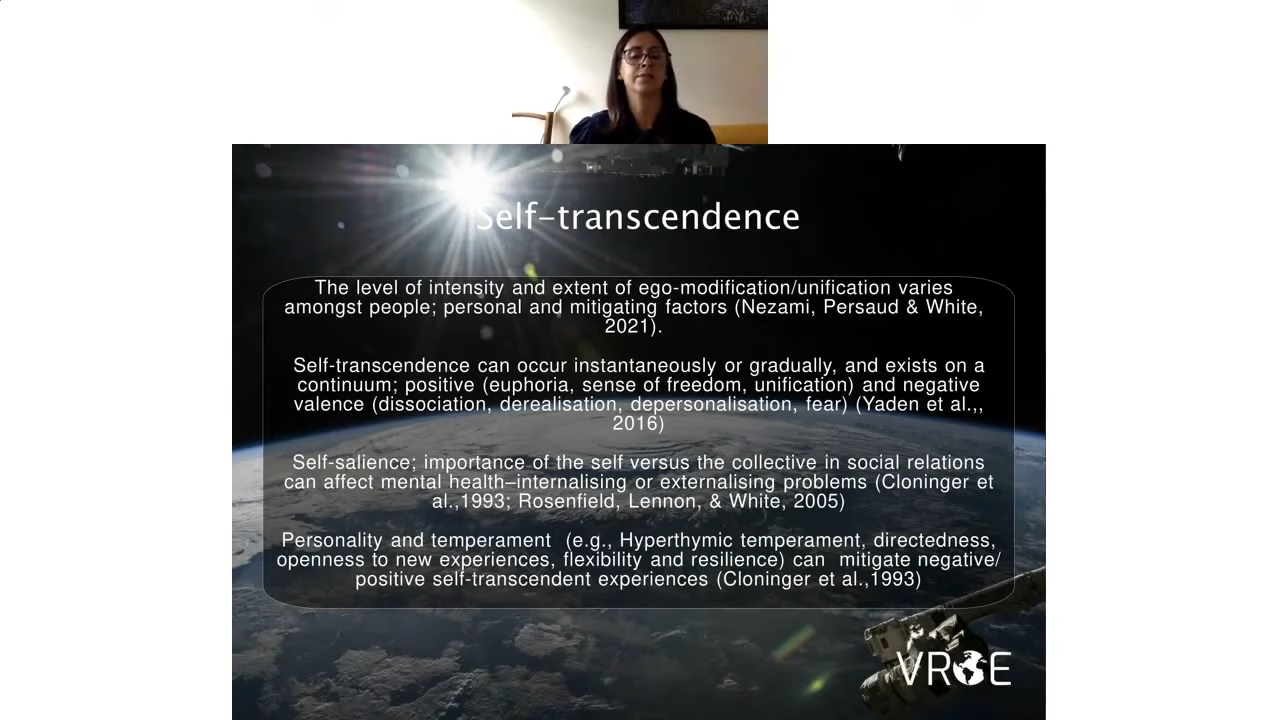 Self-transcendence
The level of intensity and extent of ego-modification/unification varies
amongst people; personal and mitigating factors (Nezami, Persaud & White,
2021).
Self-transcendence can occur instantaneously or gradually, and exists on a
continuum; positive (euphoria, sense of freedom, unification) and negative
valence (dissociation, derealisation, depersonalisation, fear) (Yaden et al.,,
2016)
Self-salience; importance of the self versus the collective in social relations
can affect mental health–internalising or externalising problems (Cloninger et
al.,1993; Rosenfield, Lennon, & White, 2005)
Personality and temperament  (e.g., Hyperthymic temperament, directedness,
openness to new experiences, flexibility and resilience) can  mitigate negative/
positive self-transcendent experiences (Cloninger et al.,1993)
VROE